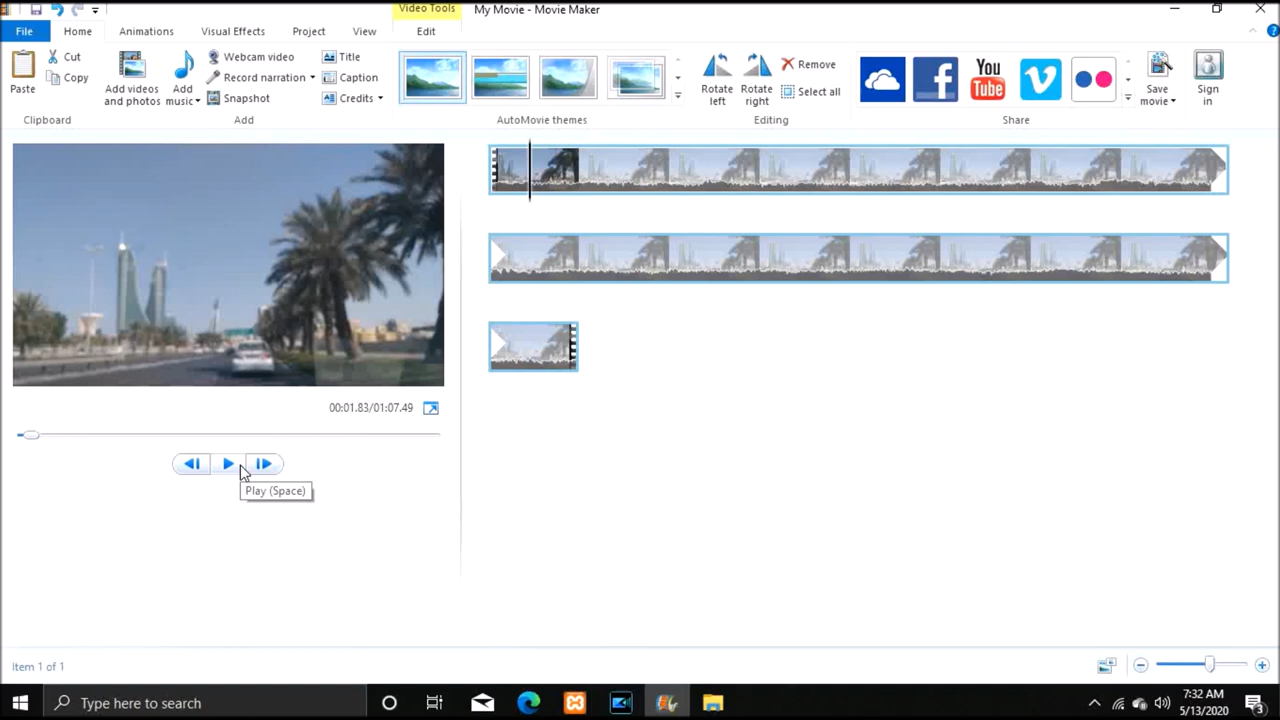 Video Tools
My Movie - Movie Maker
File
Home
Animations
Visual Effects
Project
View
Edit
Paste
Cut
Copy
Clipboard
Add videos
and photos
Add
music
Webcam video
Record narration
Snapshot
Title
Caption
Credits
Add
AutoMovie themes
Rotate
left
Rotate
right
Remove
Select all
Editing
You
Tube
Share
Save
movie
Sign
in
00:01.83/01:07.49
Play (Space)
Item 1 of 1
Type here to search
7:32 AM
5/13/2020
3